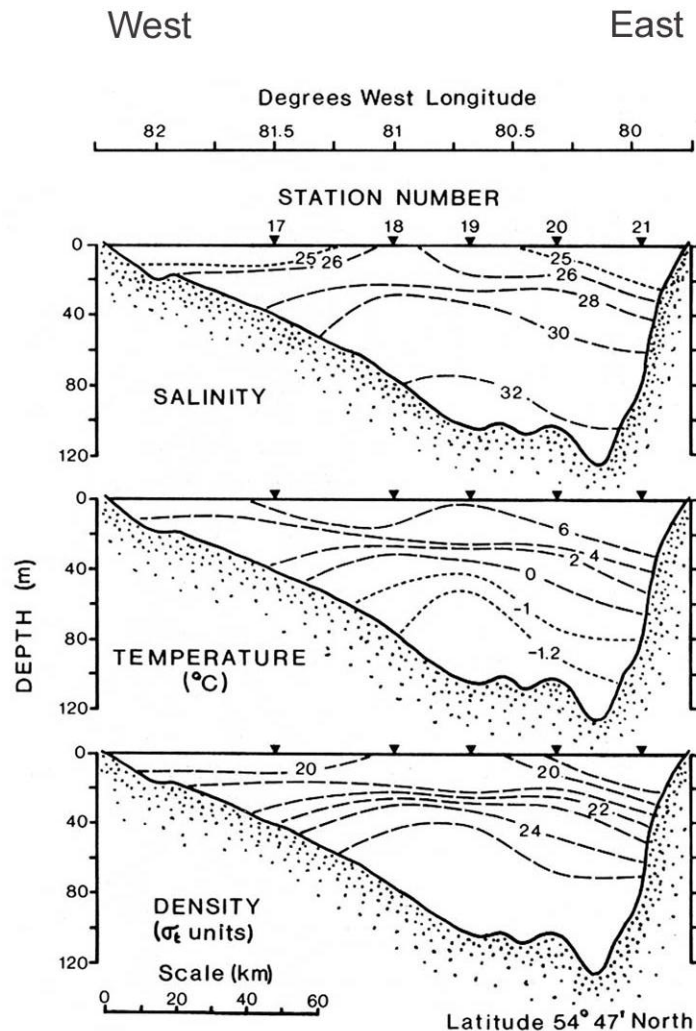 West East
Degrees West Longitude
82 81.5 81 80.5 80
STATION NUMBER
17 18 19 20 21
0
40
80
120
25
26
25
26
28
30
32
SALINITY
0
40
80
120
6
4
2
0
-1
-1.2
TEMPERATURE
(°C)
DEPTH (m)
0
40
80
120
20
20
22
24
DENSITY
(σt units)
Scale (km)
0 20 40 60
Latitude 54° 47' North